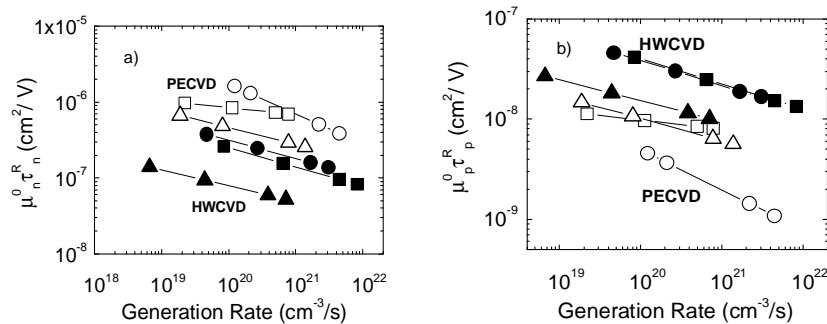 a)
PECVD
HWCVD
1x10⁻⁵
10⁻⁶
10⁻⁷
10⁻⁸
10¹⁸ 10¹⁹ 10²⁰ 10²¹ 10²²
μ⁰ₙτᴿₙ (cm²/ V)
Generation Rate (cm⁻³/s)
b)
HWCVD
PECVD
10⁻⁷
10⁻⁸
10⁻⁹
10¹⁹ 10²⁰ 10²¹ 10²²
μ⁰ₚτᴿₚ (cm²/ V)
Generation Rate (cm⁻³/s)